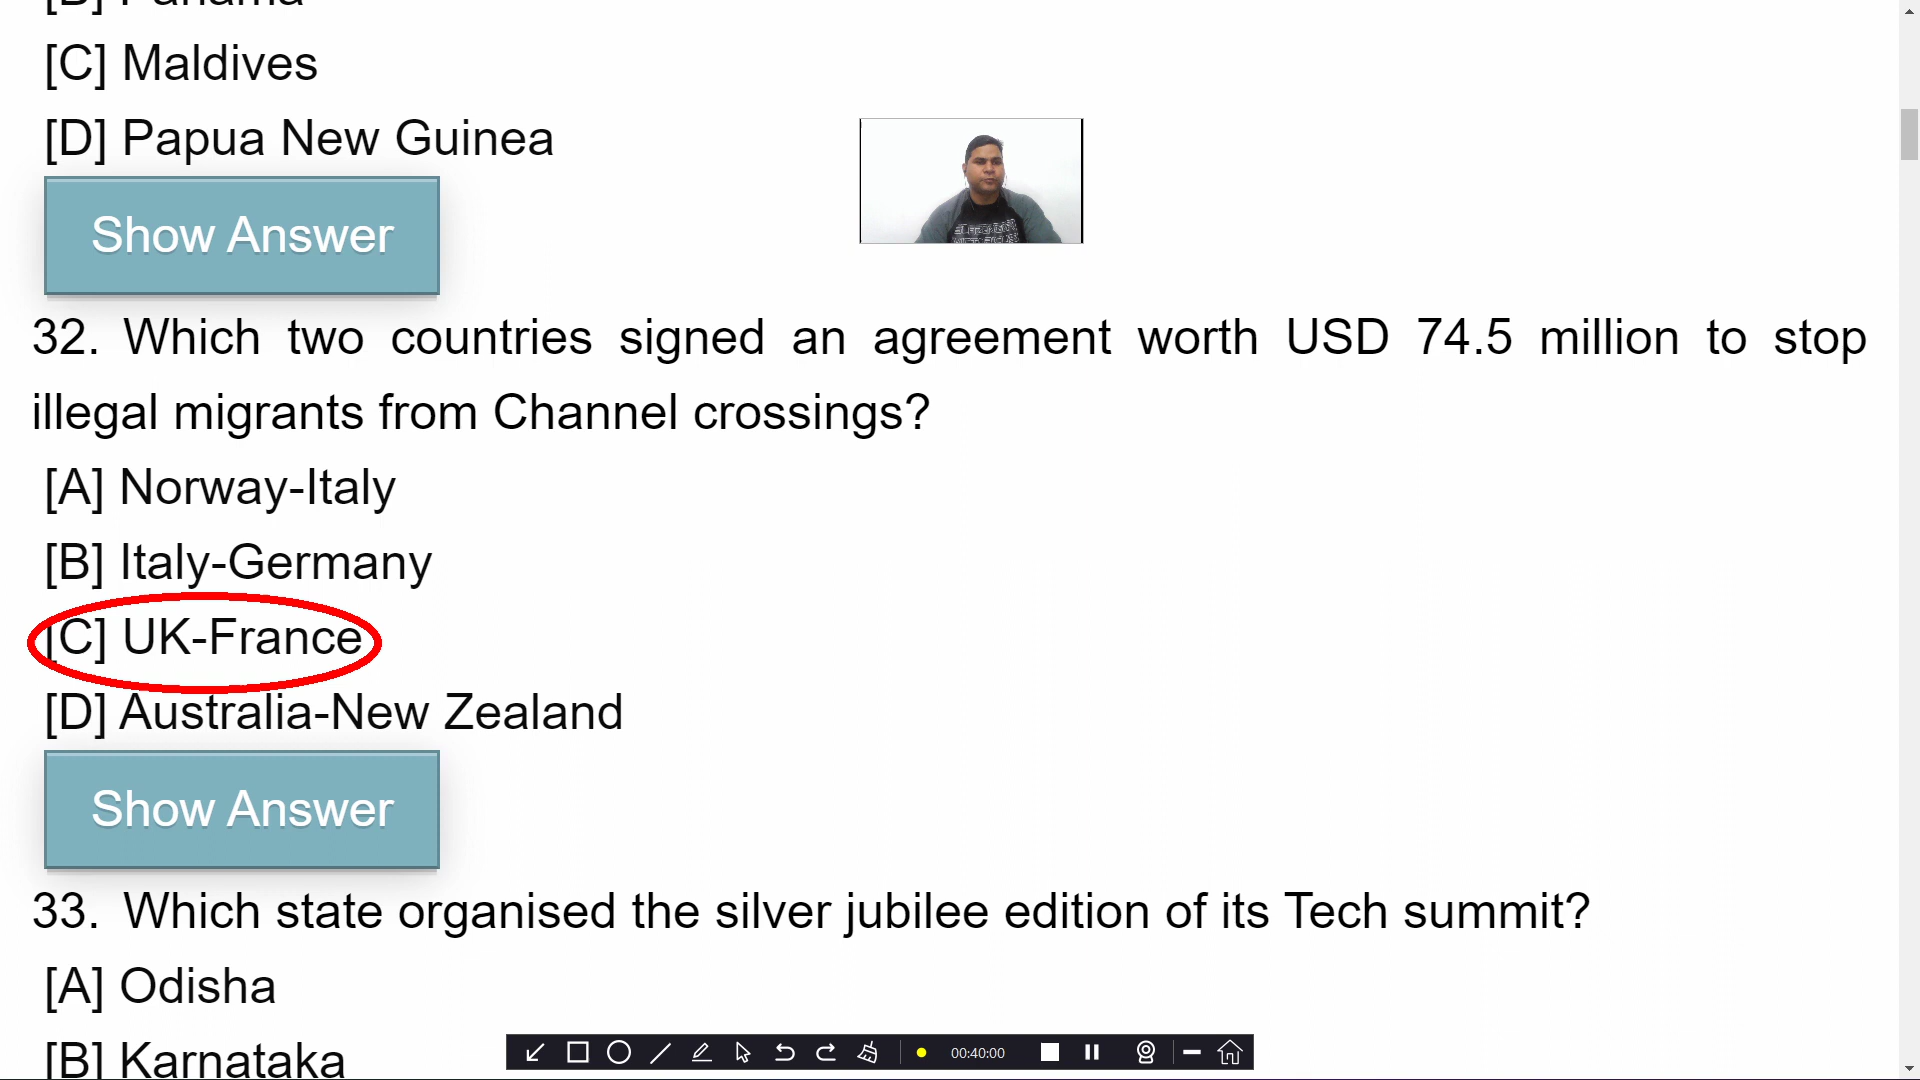 [B] Panama
[C] Maldives
[D] Papua New Guinea
Show Answer
32. Which two countries signed an agreement worth USD 74.5 million to stop
illegal migrants from Channel crossings?
[A] Norway-Italy
[B] Italy-Germany
[C] UK-France
[D] Australia-New Zealand
Show Answer
33. Which state organised the silver jubilee edition of its Tech summit?
[A] Odisha
[B] Karnataka
00:40:00